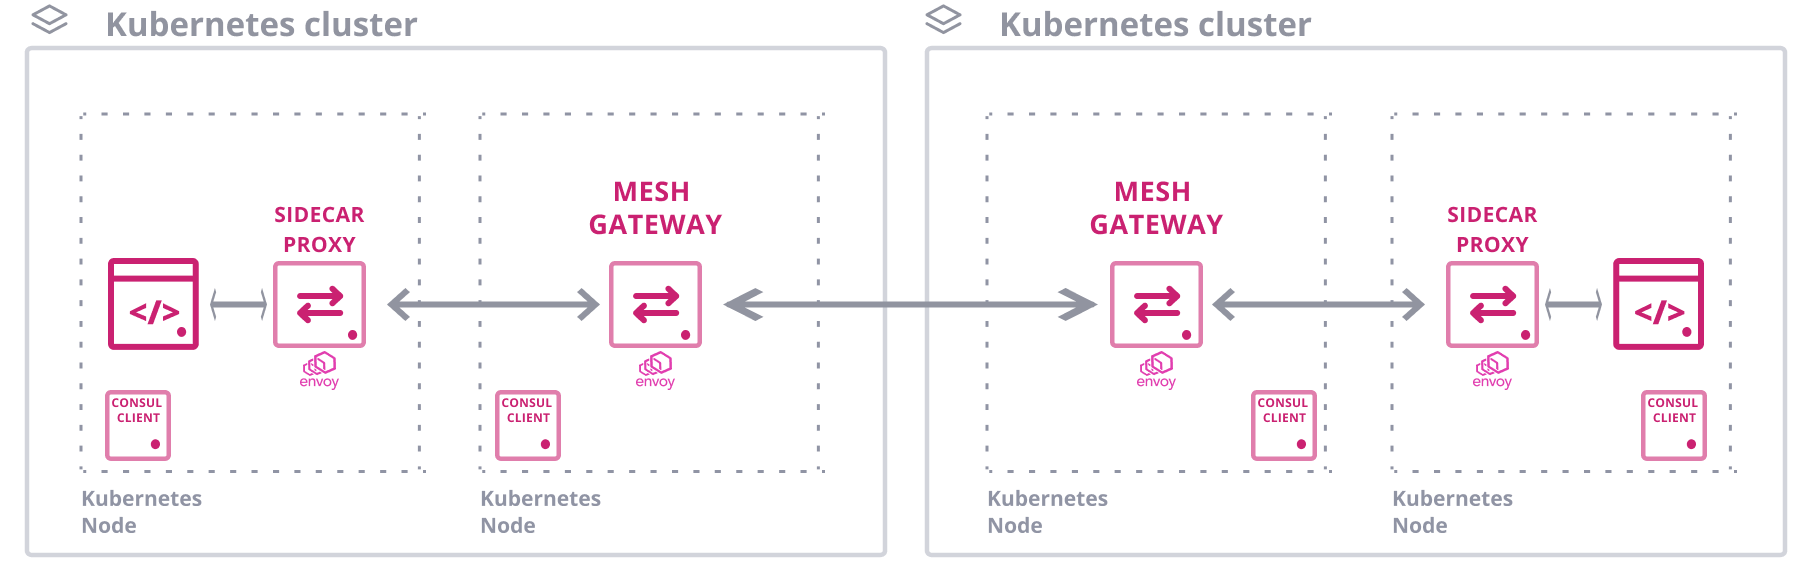 Kubernetes cluster
Kubernetes cluster
SIDECAR
PROXY
</>
envoy
CONSUL
CLIENT
Kubernetes
Node
MESH
GATEWAY
envoy
CONSUL
CLIENT
Kubernetes
Node
MESH
GATEWAY
envoy
CONSUL
CLIENT
Kubernetes
Node
SIDECAR
PROXY
</>
envoy
CONSUL
CLIENT
Kubernetes
Node